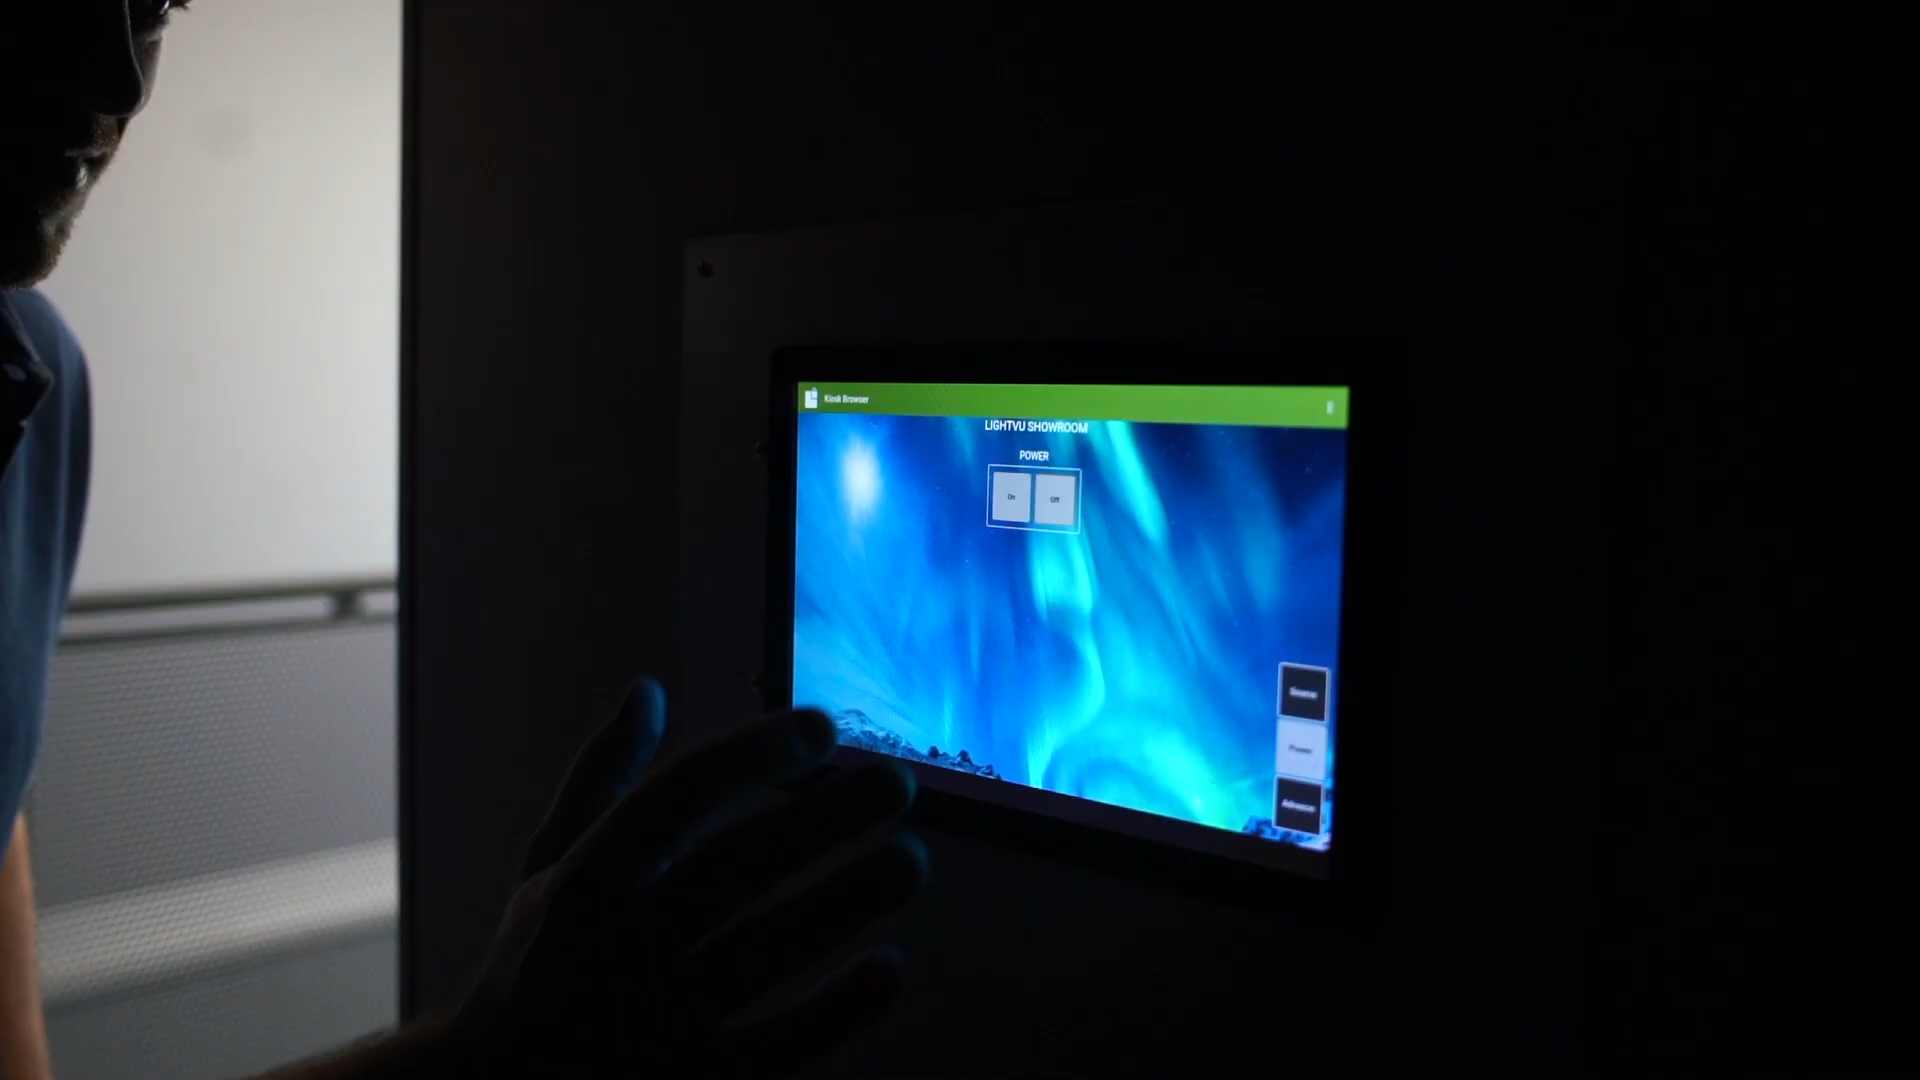 Kiosk Browser
LIGHTVU SHOWROOM
POWER
On Off
Source
Power
Advance